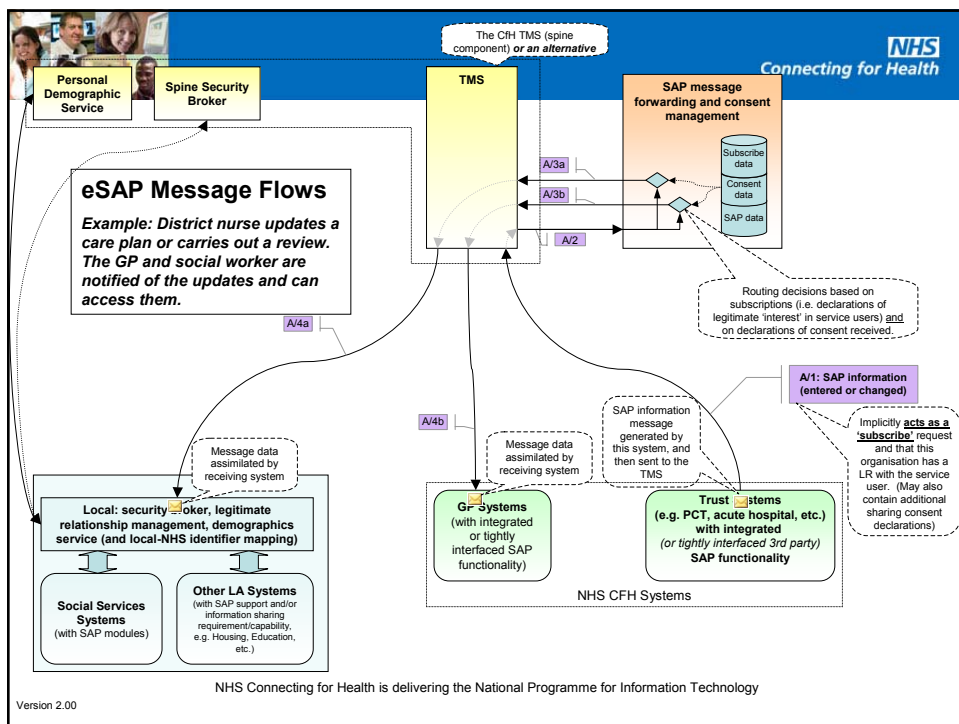 The CfH TMS (spine
component) or an alternative
NHS
Connecting for Health
Personal
Demographic
Service
Spine Security
Broker
TMS
SAP message
forwarding and consent
management
Subscribe
data
Consent
data
SAP data
A/3a
A/3b
A/2
eSAP Message Flows
Example: District nurse updates a
care plan or carries out a review.
The GP and social worker are
notified of the updates and can
access them.
Routing decisions based on
subscriptions (i.e. declarations of
legitimate ‘interest’ in service users) and
on declarations of consent received.
A/4a
A/1: SAP information
(entered or changed)
A/4b
SAP information
message
generated by
this system, and
then sent to the
TMS
Implicitly acts as a
‘subscribe’ request
and that this
organisation has a
LR with the service
user. (May also
contain additional
sharing consent
declarations)
Message data
assimilated by
receiving system
Message data
assimilated by
receiving system
Local: security broker, legitimate
relationship management, demographics
service (and local-NHS identifier mapping)
GP Systems
(with integrated
or tightly
interfaced SAP
functionality)
Trust Systems
(e.g. PCT, acute hospital, etc.)
with integrated
(or tightly interfaced 3rd party)
SAP functionality
NHS CFH Systems
Social Services
Systems
(with SAP modules)
Other LA Systems
(with SAP support and/or
information sharing
requirement/capability,
e.g. Housing, Education,
etc.)
NHS Connecting for Health is delivering the National Programme for Information Technology
Version 2.00